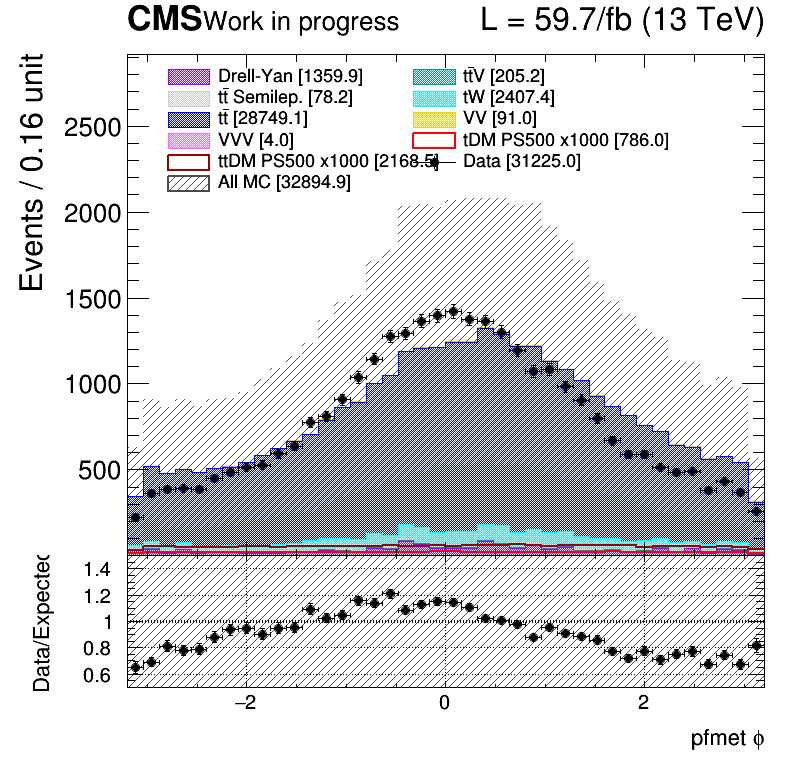 CMS Work in progress L = 59.7/fb (13 TeV)
Drell-Yan [1359.9] tt̄V [205.2]
tt̄ Semilep. [78.2] tW [2407.4]
tt̄ [28749.1] VV [91.0]
VVV [4.0] tDM PS500 x1000 [786.0]
ttDM PS500 x1000 [2168.5] Data [31225.0]
All MC [32894.9]
Events / 0.16 unit
2500
2000
1500
1000
500
Data/Expected
1.4
1.2
1
0.8
0.6
−2 0 2
pfmet ϕ